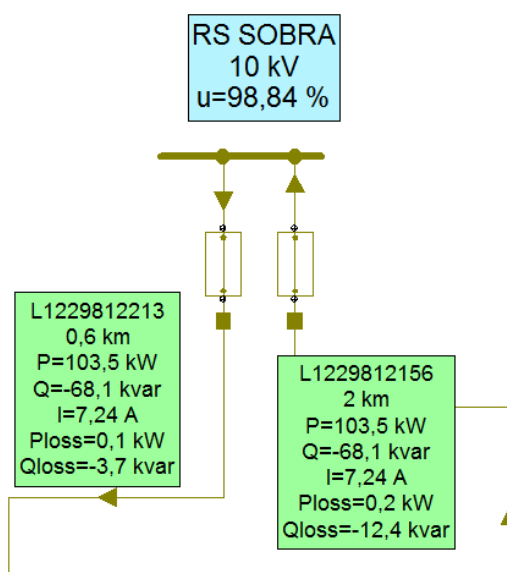 RS SOBRA
10 kV
u=98,84 %
L1229812213
0,6 km
P=103,5 kW
Q=-68,1 kvar
I=7,24 A
Ploss=0,1 kW
Qloss=-3,7 kvar
L1229812156
2 km
P=103,5 kW
Q=-68,1 kvar
I=7,24 A
Ploss=0,2 kW
Qloss=-12,4 kvar